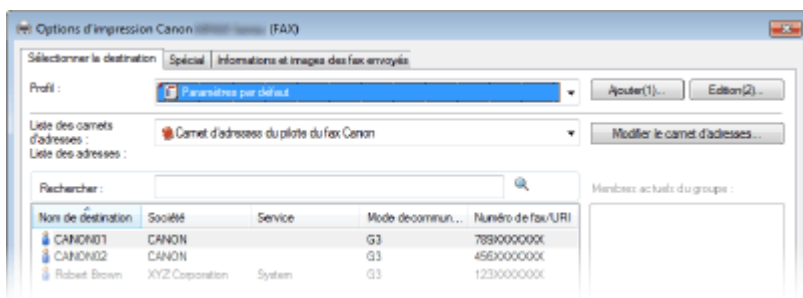 Options d'impression Canon (FAX)
Sélectionner la destination Spécial Informations et images des fax envoyés
Profil : Paramètres par défaut Ajouter(1)... Edition(2)...
Liste des carnets d'adresses : Carnet d'adresses du pilote du fax Canon Modifier le carnet d'adresses...
Liste des adresses :
Rechercher : Membres actuels du groupe :
Nom de destination Société Service Mode de commun... Numéro de fax/URI
CANON01 CANON G3 789XXXXXXX
CANON02 CANON G3 456XXXXXXX
Robert Brown XYZ Corporation System G3 123XXXXXXX